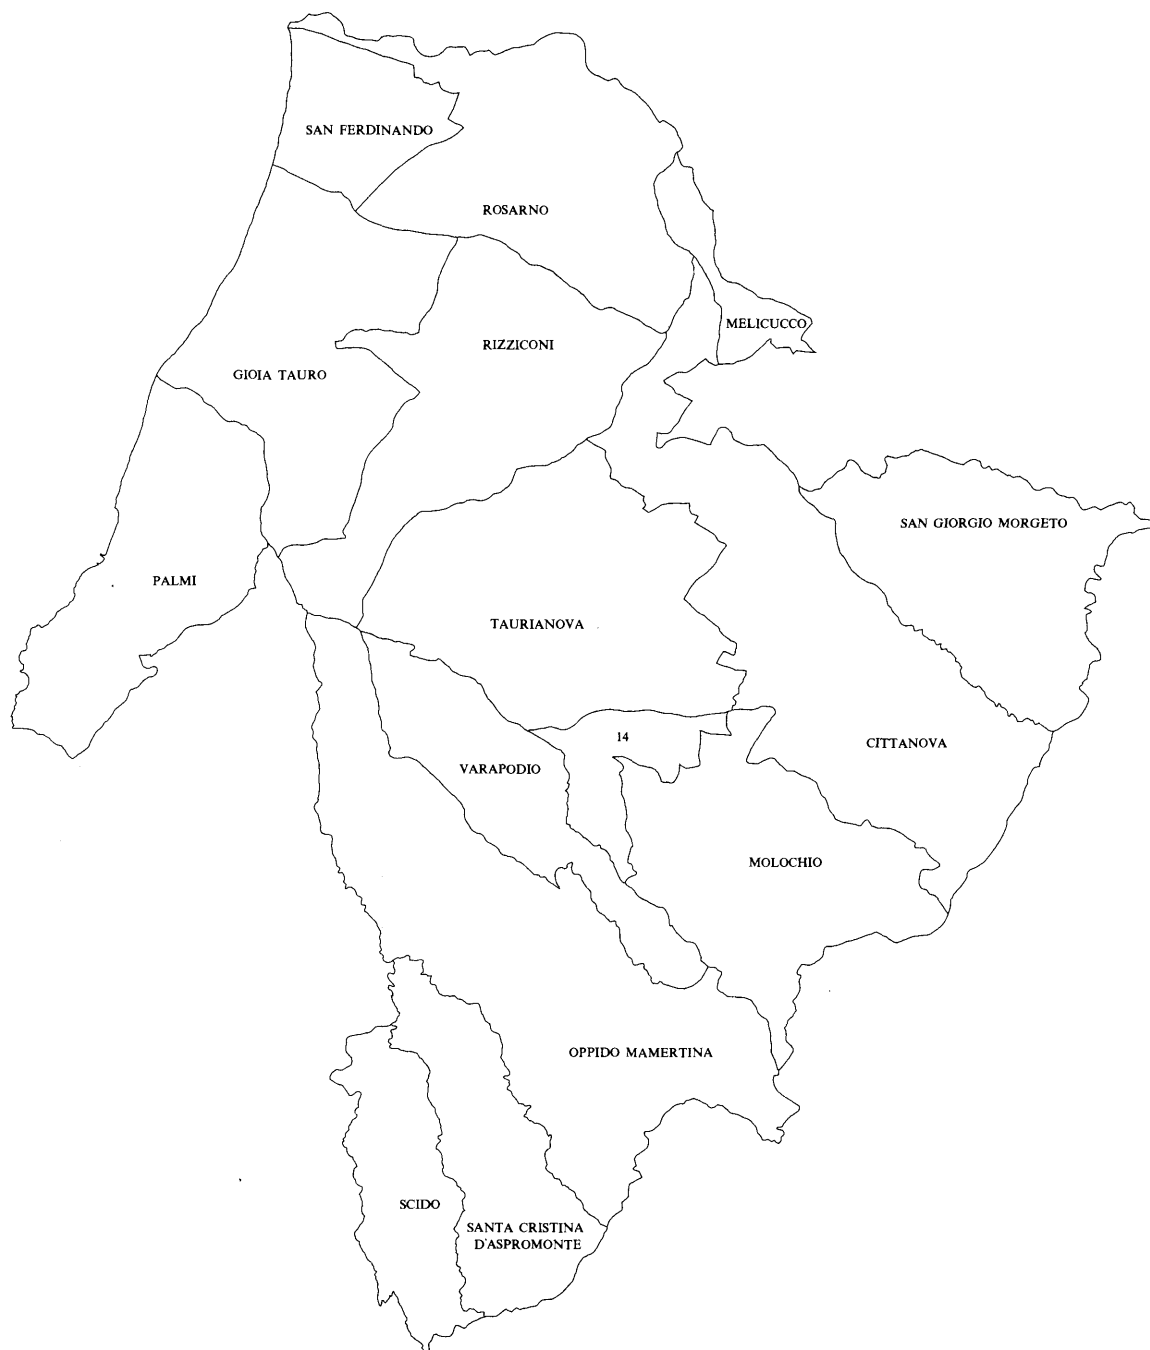 SAN FERDINANDO
ROSARNO
MELICUCCO
RIZZICONI
GIOIA TAURO
SAN GIORGIO MORGETO
PALMI
TAURIANOVA
14
CITTANOVA
VARAPODIO
MOLOCHIO
OPPIDO MAMERTINA
SCIDO
SANTA CRISTINA
D'ASPROMONTE